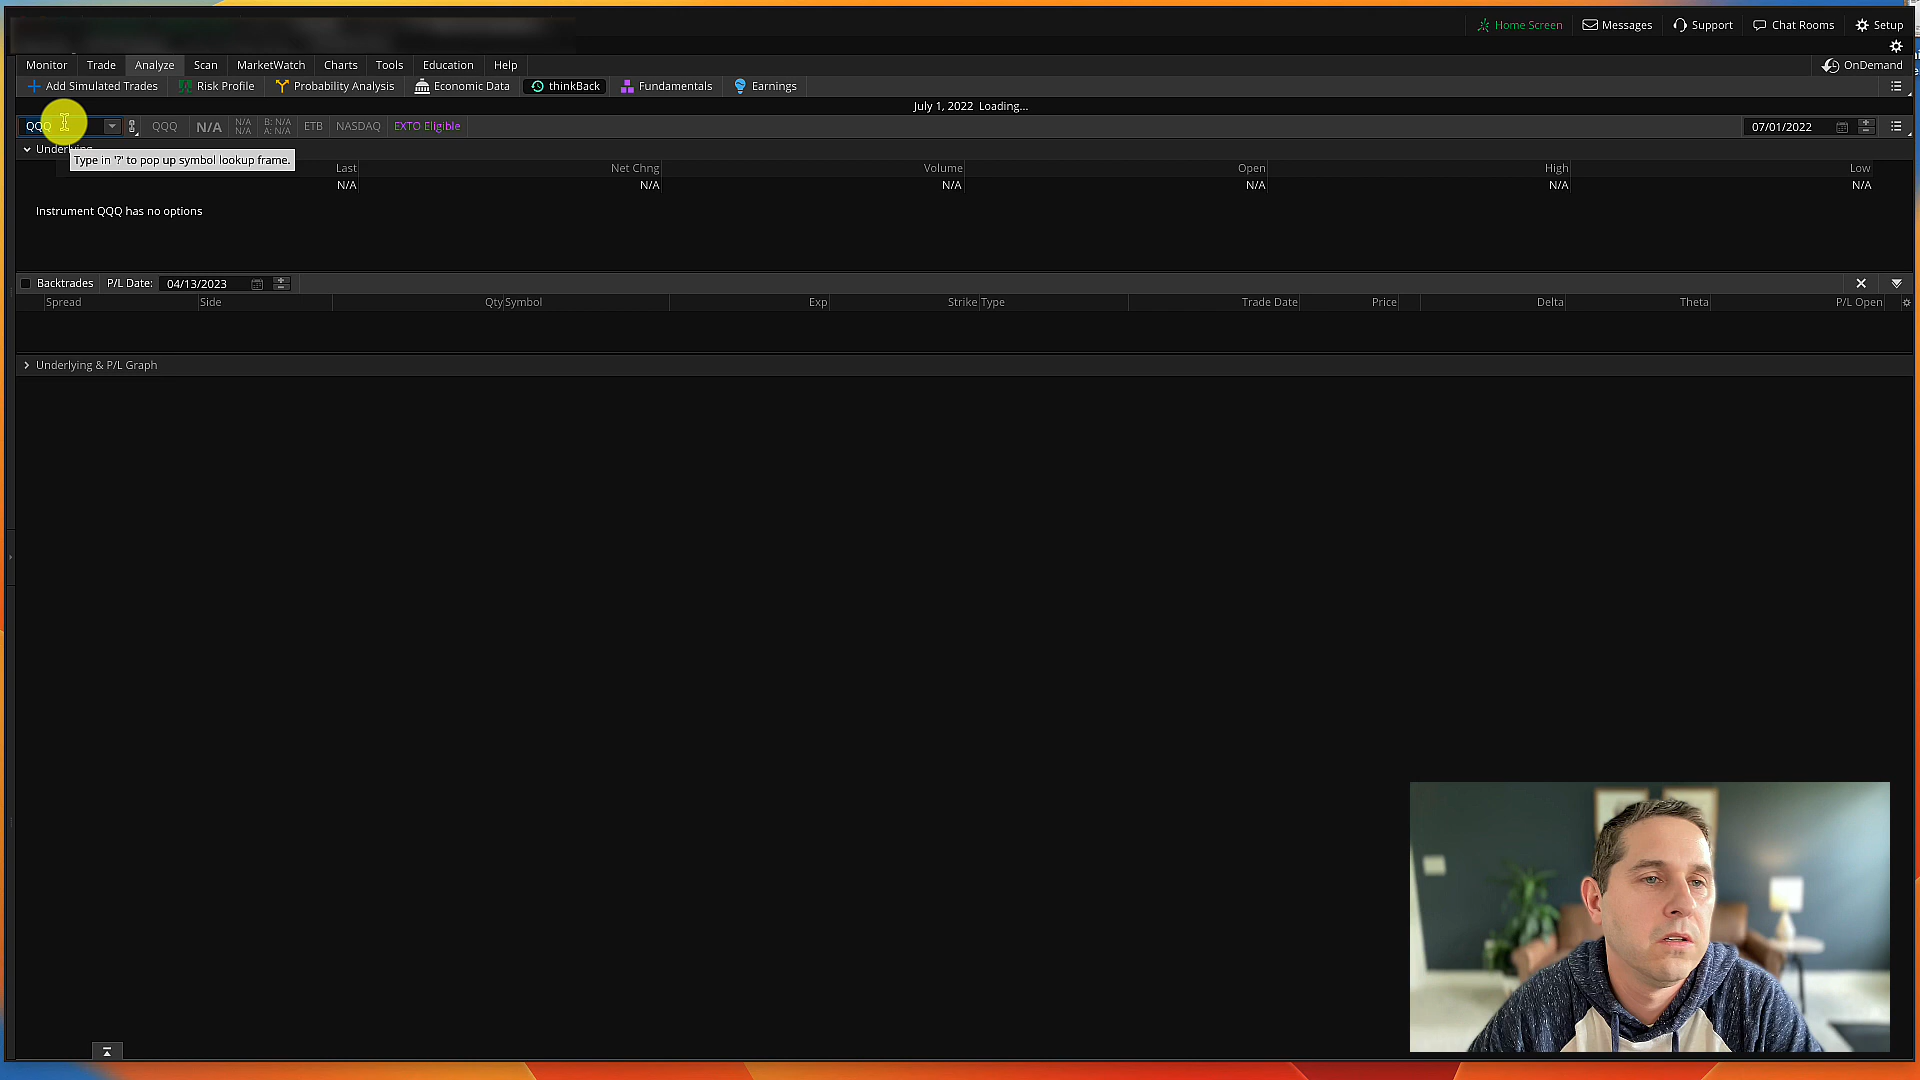 Home Screen Messages Support Chat Rooms Setup
Monitor Trade Analyze Scan MarketWatch Charts Tools Education Help OnDemand
Add Simulated Trades Risk Profile Probability Analysis Economic Data thinkBack Fundamentals Earnings
July 1, 2022 Loading...
QQQ QQQ N/A N/A N/A B: N/A A: N/A ETB NASDAQ EXTO Eligible 07/01/2022
Underlying
Type in '?' to pop up symbol lookup frame.
Last Net Chng Volume Open High Low
N/A N/A N/A N/A N/A N/A
Instrument QQQ has no options
Backtrades P/L Date: 04/13/2023
Spread Side Qty Symbol Exp Strike Type Trade Date Price Delta Theta P/L Open
Underlying & P/L Graph